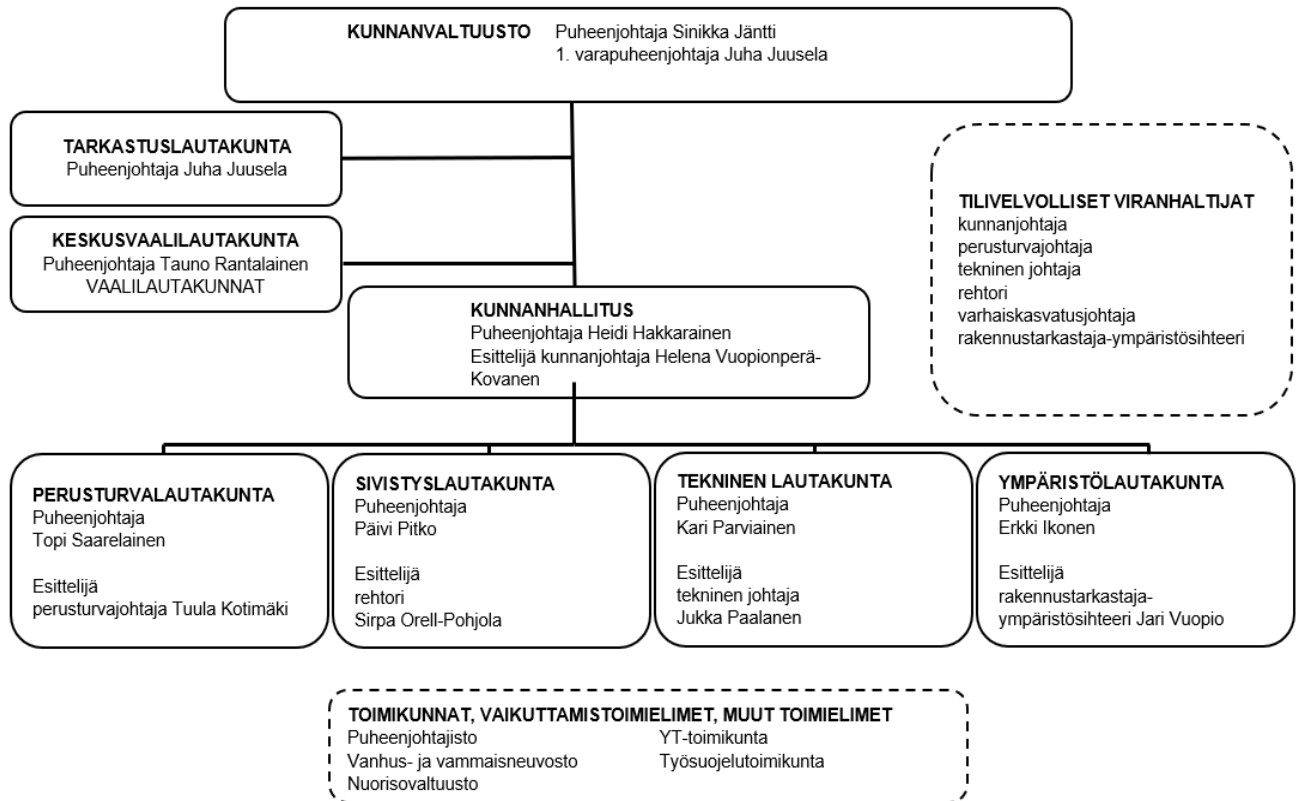 KUNNANVALTUUSTO Puheenjohtaja Sinikka Jäntti
1. varapuheenjohtaja Juha Juusela
TARKASTUSLAUTAKUNTA
Puheenjohtaja Juha Juusela
KESKUSVAALILAUTAKUNTA
Puheenjohtaja Tauno Rantalainen
VAALILAUTAKUNNAT
TILIVELVOLLISET VIRANHALTIJAT
kunnanjohtaja
perusturvajohtaja
tekninen johtaja
rehtori
varhaiskasvatusjohtaja
rakennustarkastaja-ympäristösihteeri
KUNNANHALLITUS
Puheenjohtaja Heidi Hakkarainen
Esittelijä kunnanjohtaja Helena Vuopionperä-
Kovanen
PERUSTURVALAUTAKUNTA
Puheenjohtaja
Topi Saarelainen
Esittelijä
perusturvajohtaja Tuula Kotimäki
SIVISTYSLAUTAKUNTA
Puheenjohtaja
Päivi Pitko
Esittelijä
rehtori
Sirpa Orell-Pohjola
TEKNINEN LAUTAKUNTA
Puheenjohtaja
Kari Parviainen
Esittelijä
tekninen johtaja
Jukka Paalanen
YMPÄRISTÖLAUTAKUNTA
Puheenjohtaja
Erkki Ikonen
Esittelijä
rakennustarkastaja-
ympäristösihteeri Jari Vuopio
TOIMIKUNNAT, VAIKUTTAMISTOIMIELIMET, MUUT TOIMIELIMET
Puheenjohtajisto YT-toimikunta
Vanhus- ja vammaisneuvosto Työsuojelutoimikunta
Nuorisovaltuusto